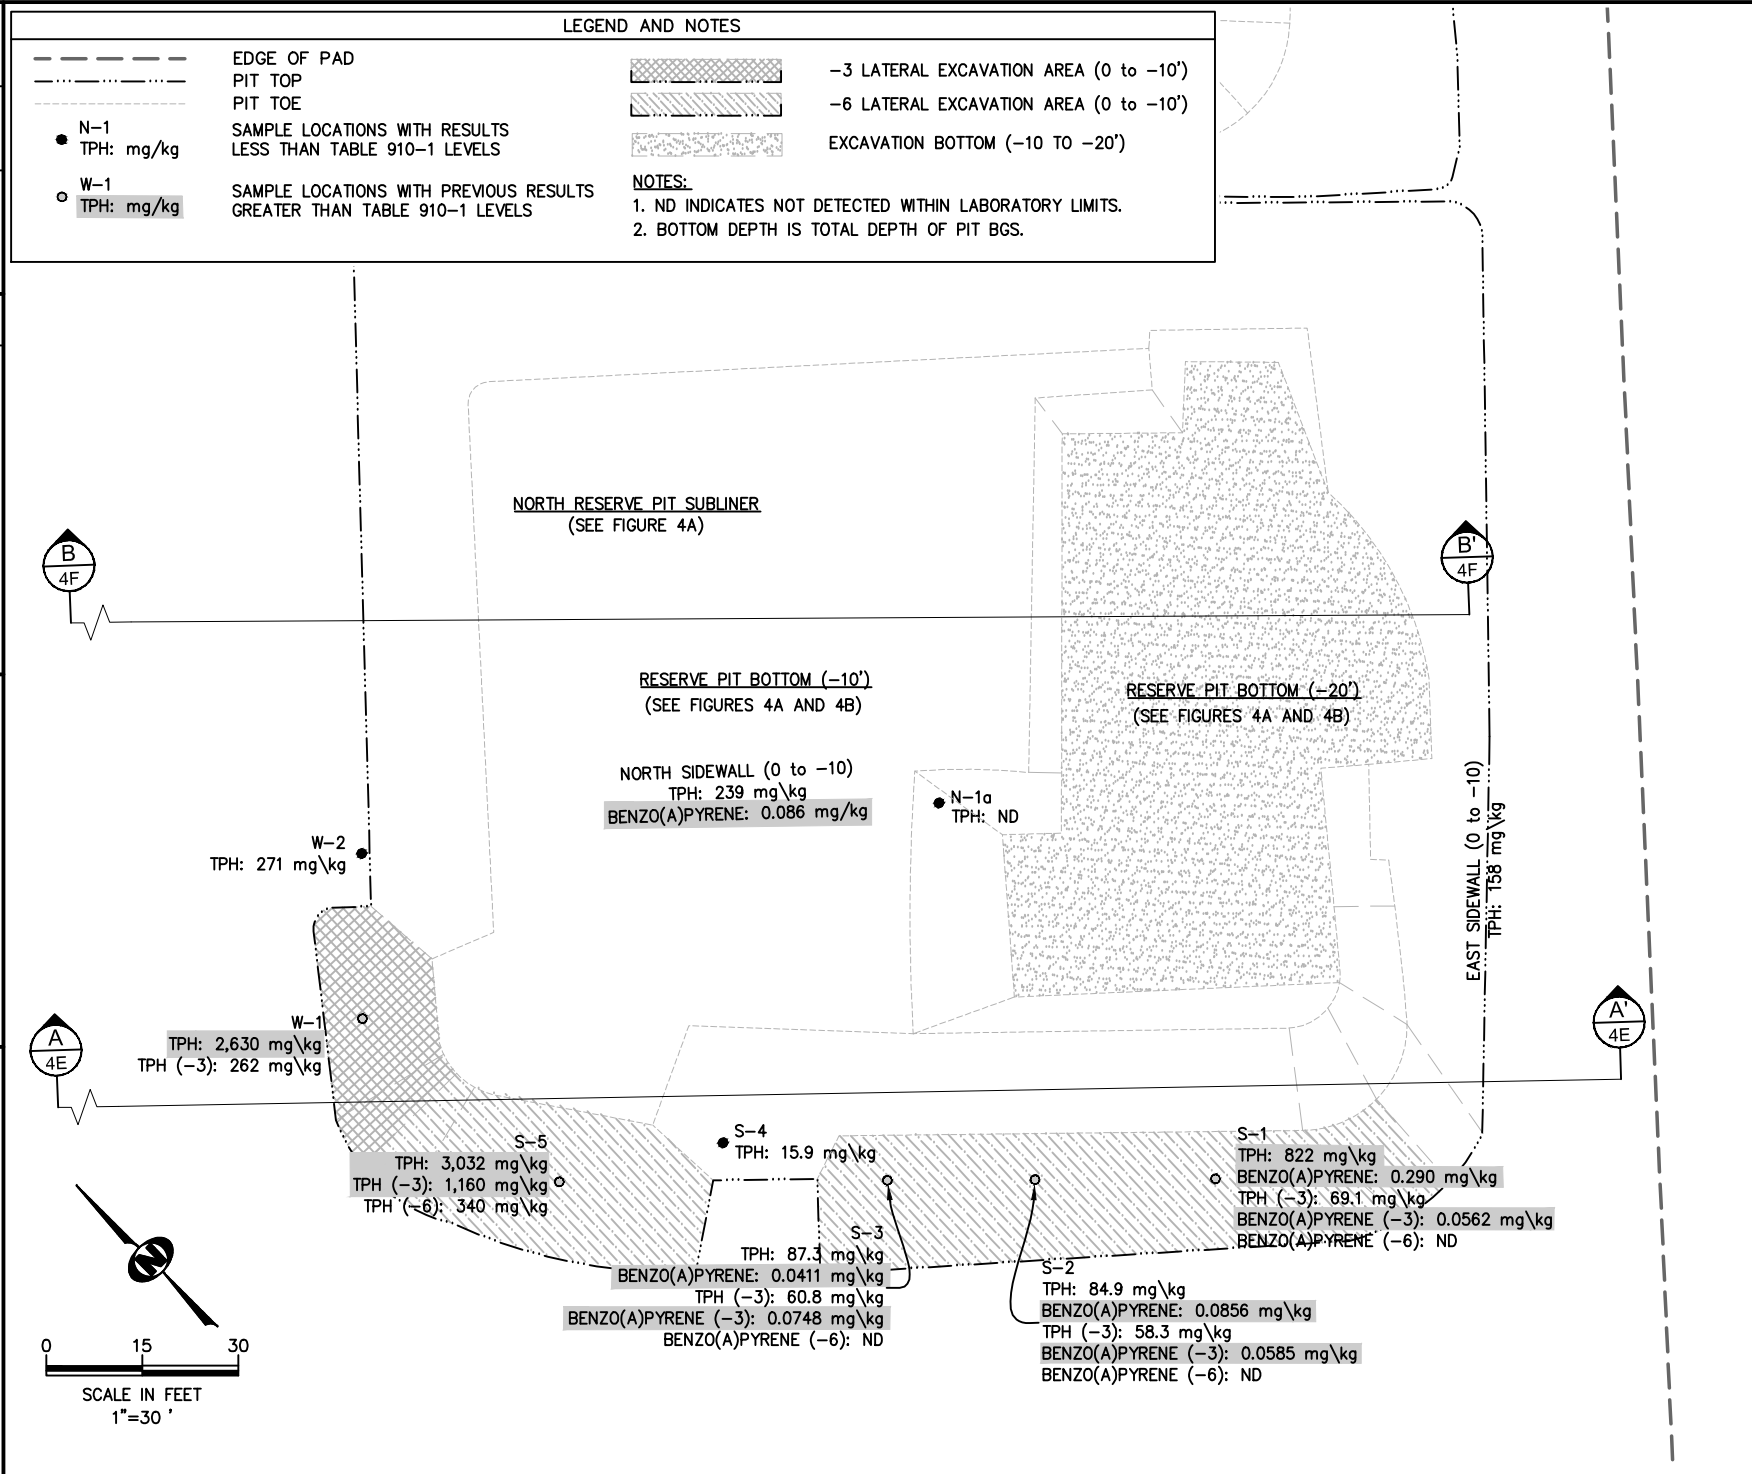 LEGEND AND NOTES
EDGE OF PAD
PIT TOP
PIT TOE
N-1
TPH: mg/kg
SAMPLE LOCATIONS WITH RESULTS
LESS THAN TABLE 910-1 LEVELS
W-1
TPH: mg/kg
SAMPLE LOCATIONS WITH PREVIOUS RESULTS
GREATER THAN TABLE 910-1 LEVELS
-3 LATERAL EXCAVATION AREA (0 to -10')
-6 LATERAL EXCAVATION AREA (0 to -10')
EXCAVATION BOTTOM (-10 TO -20')
NOTES:
1. ND INDICATES NOT DETECTED WITHIN LABORATORY LIMITS.
2. BOTTOM DEPTH IS TOTAL DEPTH OF PIT BGS.
NORTH RESERVE PIT SUBLINER
(SEE FIGURE 4A)
B
4F
B'
4F
RESERVE PIT BOTTOM (-10')
(SEE FIGURES 4A AND 4B)
RESERVE PIT BOTTOM (-20')
(SEE FIGURES 4A AND 4B)
NORTH SIDEWALL (0 to -10)
TPH: 239 mg\kg
BENZO(A)PYRENE: 0.086 mg/kg
N-1a
TPH: ND
EAST SIDEWALL (0 to -10)
TPH: 158 mg\kg
W-2
TPH: 271 mg\kg
W-1
TPH: 2,630 mg\kg
TPH (-3): 262 mg\kg
A
4E
A'
4E
S-5
TPH: 3,032 mg\kg
TPH (-3): 1,160 mg\kg
TPH (-6): 340 mg\kg
S-4
TPH: 15.9 mg\kg
S-1
TPH: 822 mg\kg
BENZO(A)PYRENE: 0.290 mg\kg
TPH (-3): 69.1 mg\kg
BENZO(A)PYRENE (-3): 0.0562 mg\kg
BENZO(A)PYRENE (-6): ND
S-3
TPH: 87.3 mg\kg
BENZO(A)PYRENE: 0.0411 mg\kg
TPH (-3): 60.8 mg\kg
BENZO(A)PYRENE (-3): 0.0748 mg\kg
BENZO(A)PYRENE (-6): ND
S-2
TPH: 84.9 mg\kg
BENZO(A)PYRENE: 0.0856 mg\kg
TPH (-3): 58.3 mg\kg
BENZO(A)PYRENE (-3): 0.0585 mg\kg
BENZO(A)PYRENE (-6): ND
N
0 15 30
SCALE IN FEET
1"=30 '